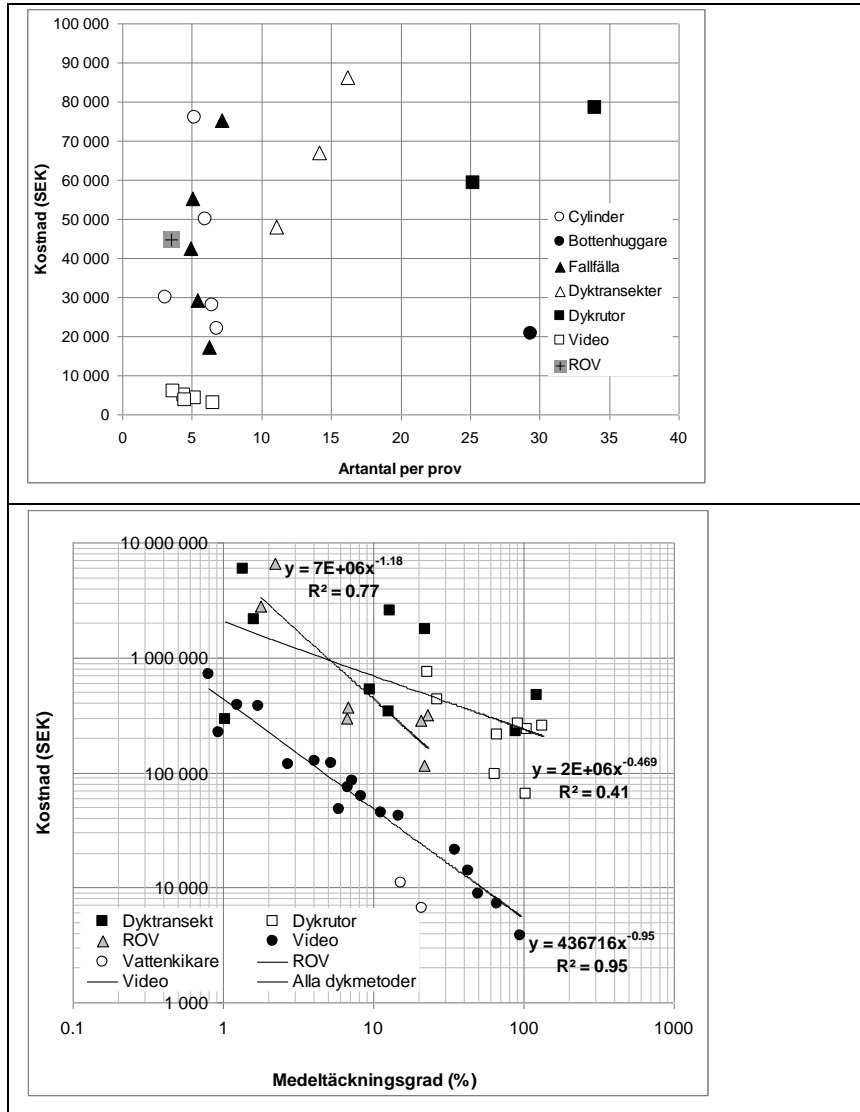 100 000
90 000
80 000
70 000
60 000
50 000
40 000
30 000
20 000
10 000
0
Kostnad (SEK)
Cylinder
Bottenhuggare
Fallfälla
Dyktransekter
Dykrutor
Video
ROV
0 5 10 15 20 25 30 35 40
Artantal per prov
10 000 000
1 000 000
100 000
10 000
1 000
Kostnad (SEK)
y = 7E+06x-1.18
R² = 0.77
y = 2E+06x-0.469
R² = 0.41
y = 436716x-0.95
R² = 0.95
Dyktransekt Dykrutor
ROV Video
Vattenkikare ROV
Video Alla dykmetoder
0.1 1 10 100 1000
Medeltäckningsgrad (%)